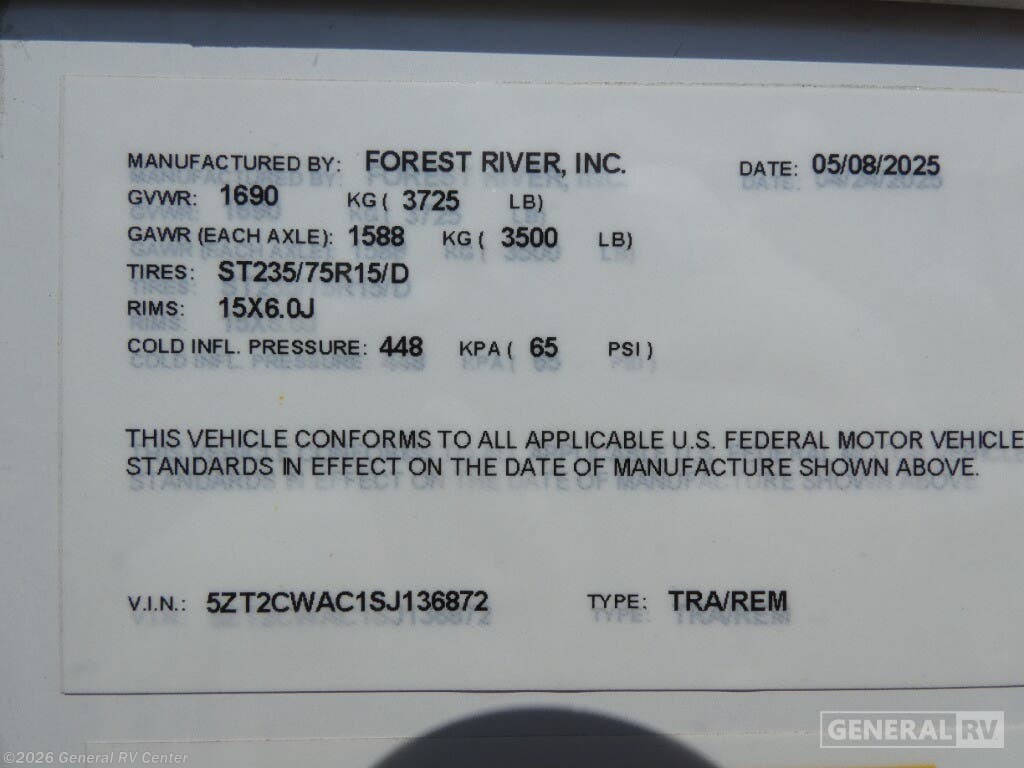 MANUFACTURED BY: FOREST RIVER, INC. DATE: 05/08/2025
GVWR: 1690 KG ( 3725 LB)
GAWR (EACH AXLE): 1588 KG ( 3500 LB)
TIRES: ST235/75R15/D
RIMS: 15X6.0J
COLD INFL. PRESSURE: 448 KPA ( 65 PSI )
THIS VEHICLE CONFORMS TO ALL APPLICABLE U.S. FEDERAL MOTOR VEHICLE
STANDARDS IN EFFECT ON THE DATE OF MANUFACTURE SHOWN ABOVE.
V.I.N.: 5ZT2CWAC1SJ136872 TYPE: TRA/REM
GENERAL RV
©2026 General RV Center